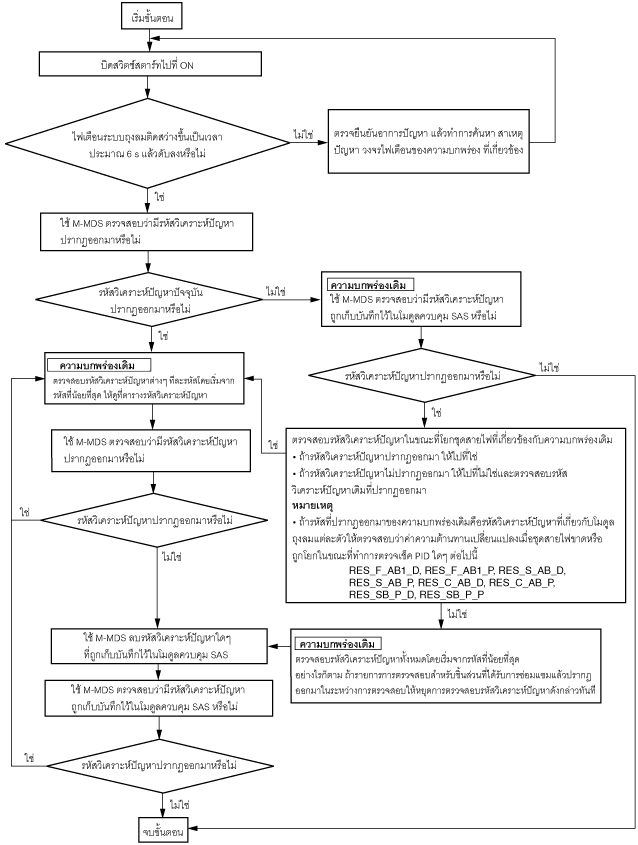 เริ่มขั้นตอน
บิดสวิตช์สตาร์ทไปที่ ON
ไฟเตือนระบบถุงลมติดสว่างขึ้นเป็นเวลา
ประมาณ 6 s แล้วดับลงหรือไม่
ไม่ใช่
ตรวจยืนยันอาการปัญหา แล้วทำการค้นหา สาเหตุ
ปัญหา วงจรไฟเตือนของความบกพร่อง ที่เกี่ยวข้อง
ใช่
ใช้ M-MDS ตรวจสอบว่ามีรหัสวิเคราะห์ปัญหา
ปรากฏออกมาหรือไม่
รหัสวิเคราะห์ปัญหาปัจจุบัน
ปรากฏออกมาหรือไม่
ไม่ใช่
ความบกพร่องเดิม
ใช้ M-MDS ตรวจสอบว่ามีรหัสวิเคราะห์ปัญหา
ถูกเก็บบันทึกไว้ในโมดูลควบคุม SAS หรือไม่
ใช่
ความบกพร่องเดิม
ตรวจสอบรหัสวิเคราะห์ปัญหาต่างๆ ทีละรหัสโดยเริ่มจาก
รหัสที่น้อยที่สุด ให้ดูที่ตารางรหัสวิเคราะห์ปัญหา
รหัสวิเคราะห์ปัญหาปรากฏออกมาหรือไม่
ไม่ใช่
ใช่
ใช้ M-MDS ตรวจสอบว่ามีรหัสวิเคราะห์ปัญหา
ปรากฏออกมาหรือไม่
ใช่
ตรวจสอบรหัสวิเคราะห์ปัญหาในขณะที่โยกชุดสายไฟที่เกี่ยวข้องกับความบกพร่องเดิม
• ถ้ารหัสวิเคราะห์ปัญหาปรากฏออกมา ให้ไปที่ใช่
• ถ้ารหัสวิเคราะห์ปัญหาไม่ปรากฏออกมา ให้ไปที่ไม่ใช่และตรวจสอบรหัส
วิเคราะห์ปัญหาเดิมที่ปรากฏออกมา
หมายเหตุ
• ถ้ารหัสที่ปรากฏออกมาของความบกพร่องเดิมคือรหัสวิเคราะห์ปัญหาที่เกี่ยวกับโมดูล
ถุงลมแต่ละตัวให้ตรวจสอบว่าค่าความต้านทานเปลี่ยนแปลงเมื่อชุดสายไฟขาดหรือ
ถูกโยกในขณะที่ทำการตรวจเช็ค PID ใดๆ ต่อไปนี้
RES_F_AB1_D, RES_F_AB1_P, RES_S_AB_D,
RES_S_AB_P, RES_C_AB_D, RES_C_AB_P,
RES_SB_P_D, RES_SB_P_P
ใช่
รหัสวิเคราะห์ปัญหาปรากฏออกมาหรือไม่
ไม่ใช่
ไม่ใช่
ใช้ M-MDS ลบรหัสวิเคราะห์ปัญหาใดๆ
ที่ถูกเก็บบันทึกไว้ในโมดูลควบคุม SAS
ความบกพร่องเดิม
ตรวจสอบรหัสวิเคราะห์ปัญหาทั้งหมดโดยเริ่มจากรหัสที่น้อยที่สุด
อย่างไรก็ตาม ถ้ารายการการตรวจสอบสำหรับชิ้นส่วนที่ได้รับการซ่อมแซมแล้วปรากฏ
ออกมาในระหว่างการตรวจสอบให้หยุดการตรวจสอบรหัสวิเคราะห์ปัญหาดังกล่าวทันที
ใช้ M-MDS ตรวจสอบว่ามีรหัสวิเคราะห์ปัญหา
ถูกเก็บบันทึกไว้ในโมดูลควบคุม SAS หรือไม่
ใช่
รหัสวิเคราะห์ปัญหาปรากฏออกมาหรือไม่
ไม่ใช่
จบขั้นตอน